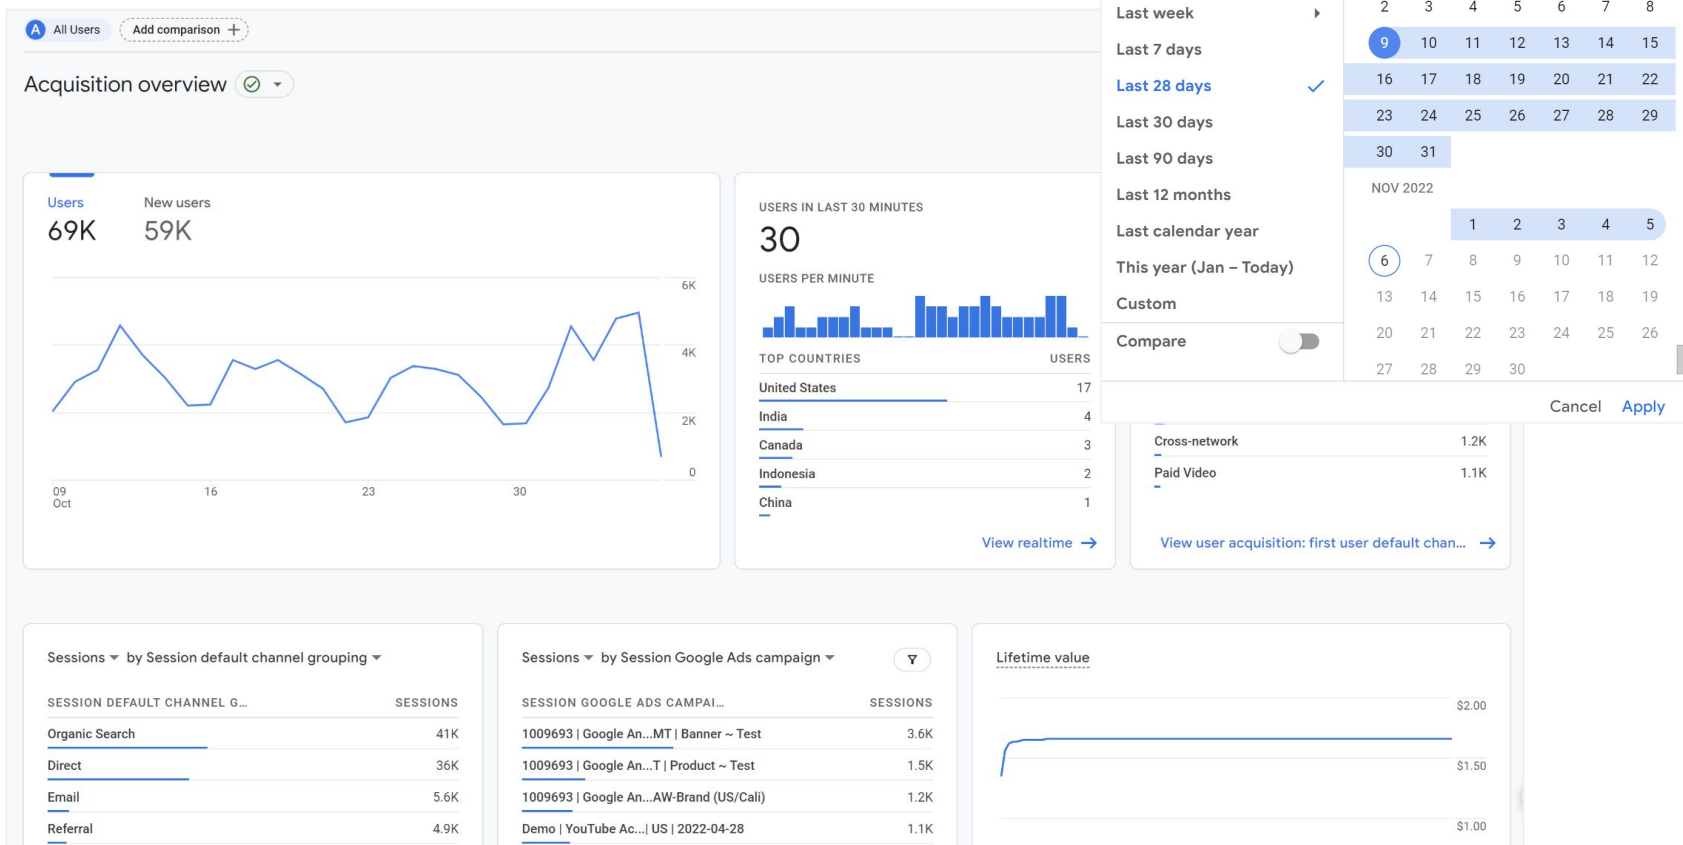 A All Users Add comparison +
Acquisition overview
Users New users
69K 59K
6K
4K
2K
0
09 16 23 30
Oct
USERS IN LAST 30 MINUTES
30
USERS PER MINUTE
TOP COUNTRIES USERS
United States 17
India 4
Canada 3
Indonesia 2
China 1
View realtime →
Last week
Last 7 days
Last 28 days
Last 30 days
Last 90 days
Last 12 months
Last calendar year
This year (Jan – Today)
Custom
Compare
2 3 4 5 6 7 8
9 10 11 12 13 14 15
16 17 18 19 20 21 22
23 24 25 26 27 28 29
30 31
NOV 2022
1 2 3 4 5
6 7 8 9 10 11 12
13 14 15 16 17 18 19
20 21 22 23 24 25 26
27 28 29 30
Cancel Apply
Cross-network 1.2K
Paid Video 1.1K
View user acquisition: first user default chan... →
Sessions by Session default channel grouping
SESSION DEFAULT CHANNEL G... SESSIONS
Organic Search 41K
Direct 36K
Email 5.6K
Referral 4.9K
Sessions by Session Google Ads campaign
SESSION GOOGLE ADS CAMPAI... SESSIONS
1009693 | Google An...MT | Banner ~ Test 3.6K
1009693 | Google An...T | Product ~ Test 1.5K
1009693 | Google An...AW-Brand (US/Cali) 1.2K
Demo | YouTube Ac...| US | 2022-04-28 1.1K
Lifetime value
$2.00
$1.50
$1.00